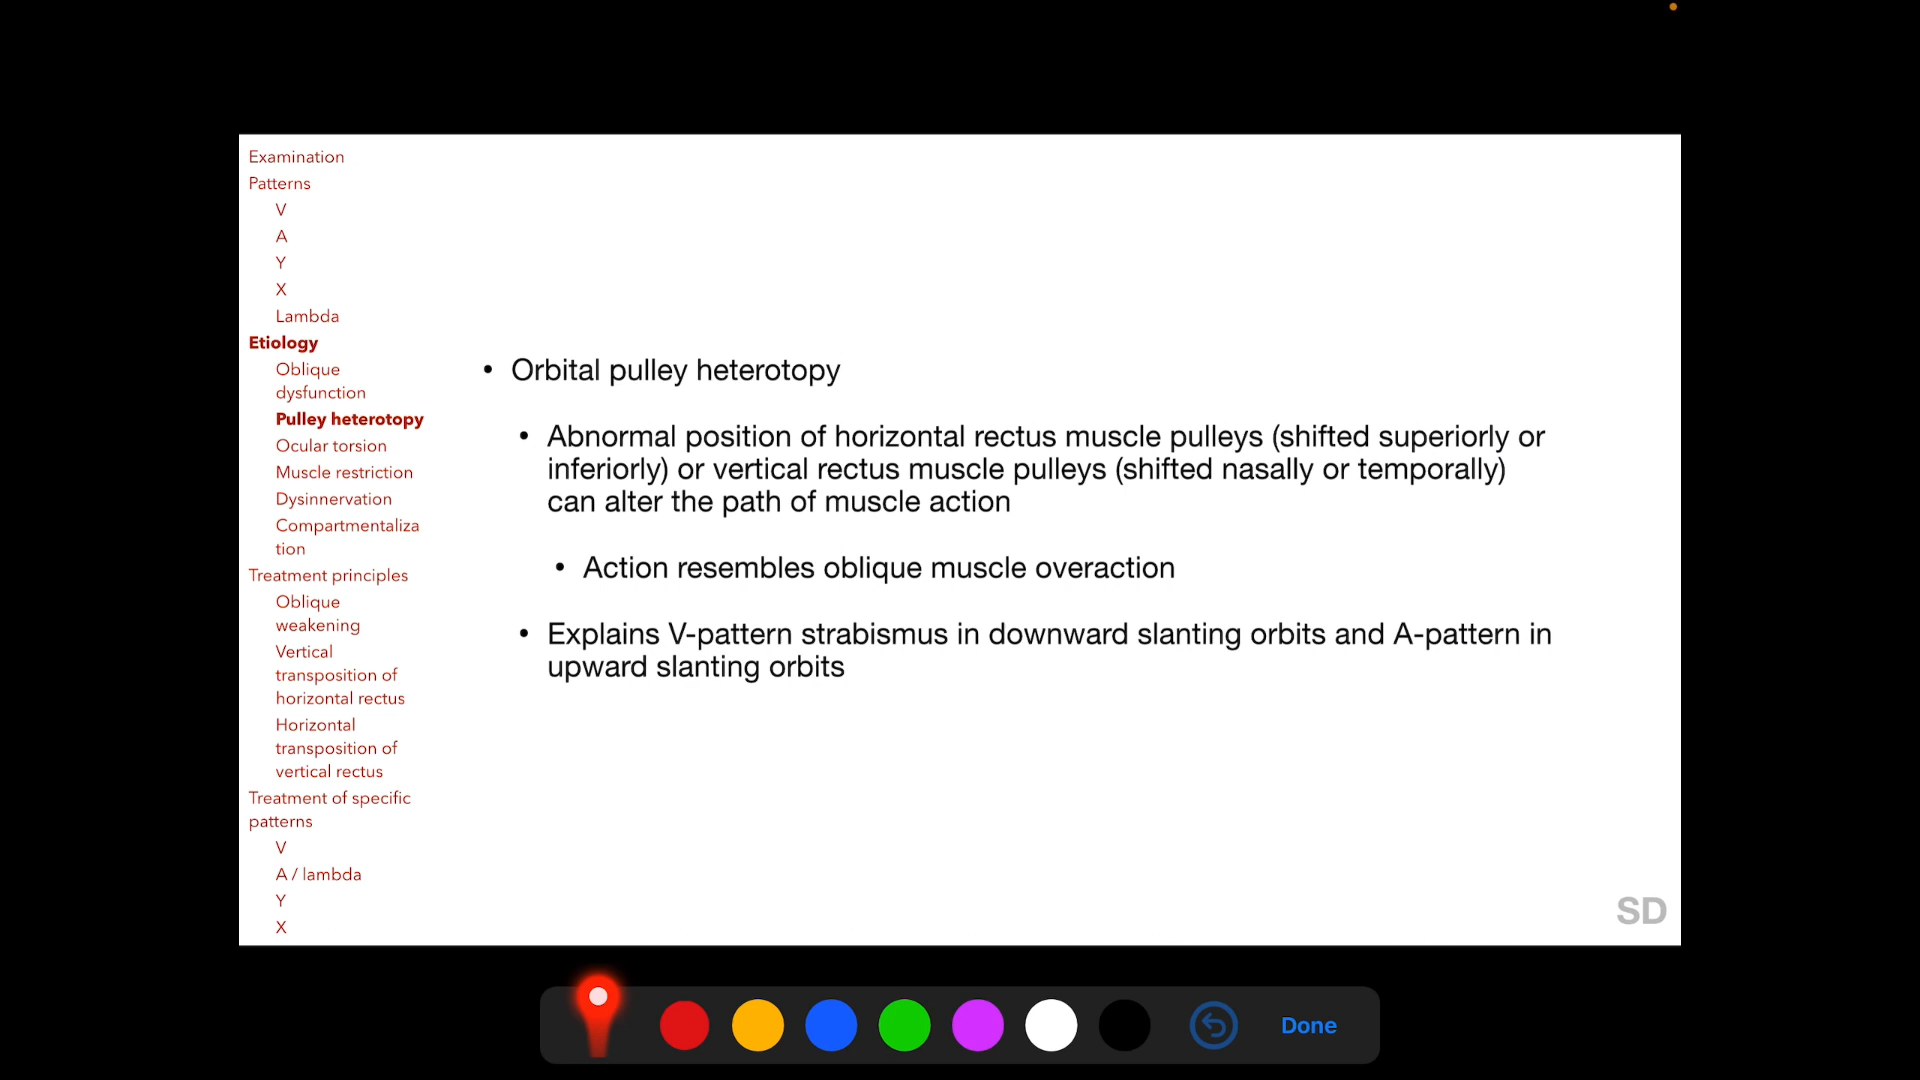 Examination
Patterns
V
A
Y
X
Lambda
Etiology
Oblique
dysfunction
Pulley heterotopy
Ocular torsion
Muscle restriction
Dysinnervation
Compartmentaliza
tion
Treatment principles
Oblique
weakening
Vertical
transposition of
horizontal rectus
Horizontal
transposition of
vertical rectus
Treatment of specific
patterns
V
A / lambda
Y
X
• Orbital pulley heterotopy
• Abnormal position of horizontal rectus muscle pulleys (shifted superiorly or
inferiorly) or vertical rectus muscle pulleys (shifted nasally or temporally)
can alter the path of muscle action
• Action resembles oblique muscle overaction
• Explains V-pattern strabismus in downward slanting orbits and A-pattern in
upward slanting orbits
SD
Done